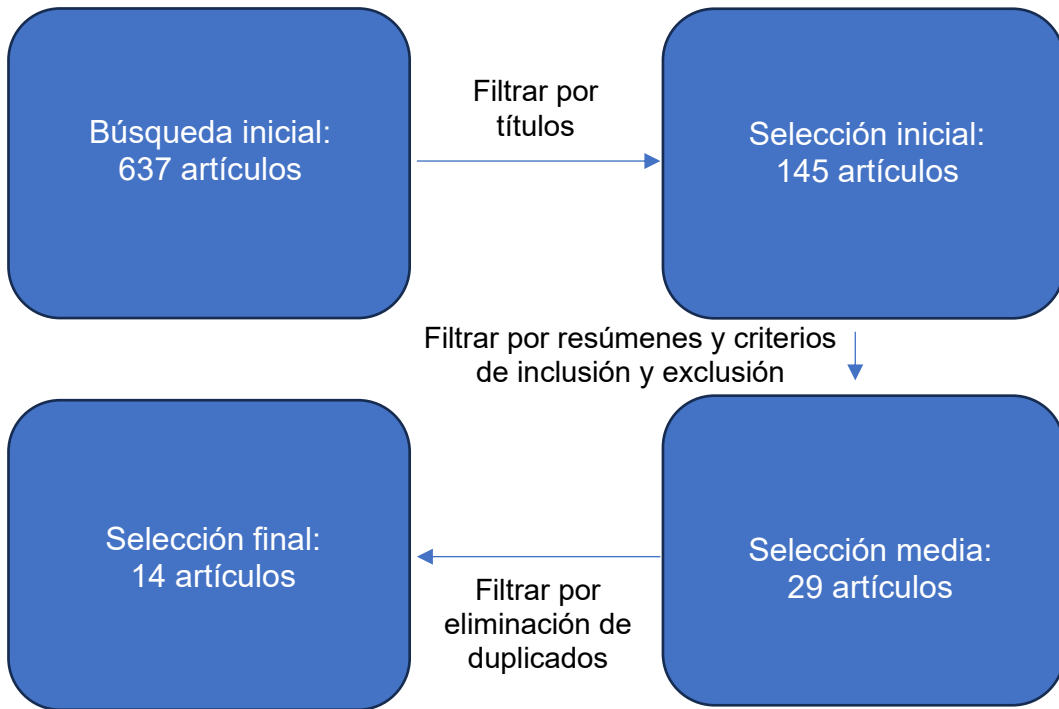 Búsqueda inicial:
637 artículos
Filtrar por
títulos
Selección inicial:
145 artículos
Filtrar por resúmenes y criterios
de inclusión y exclusión
Selección media:
29 artículos
Filtrar por
eliminación de
duplicados
Selección final:
14 artículos